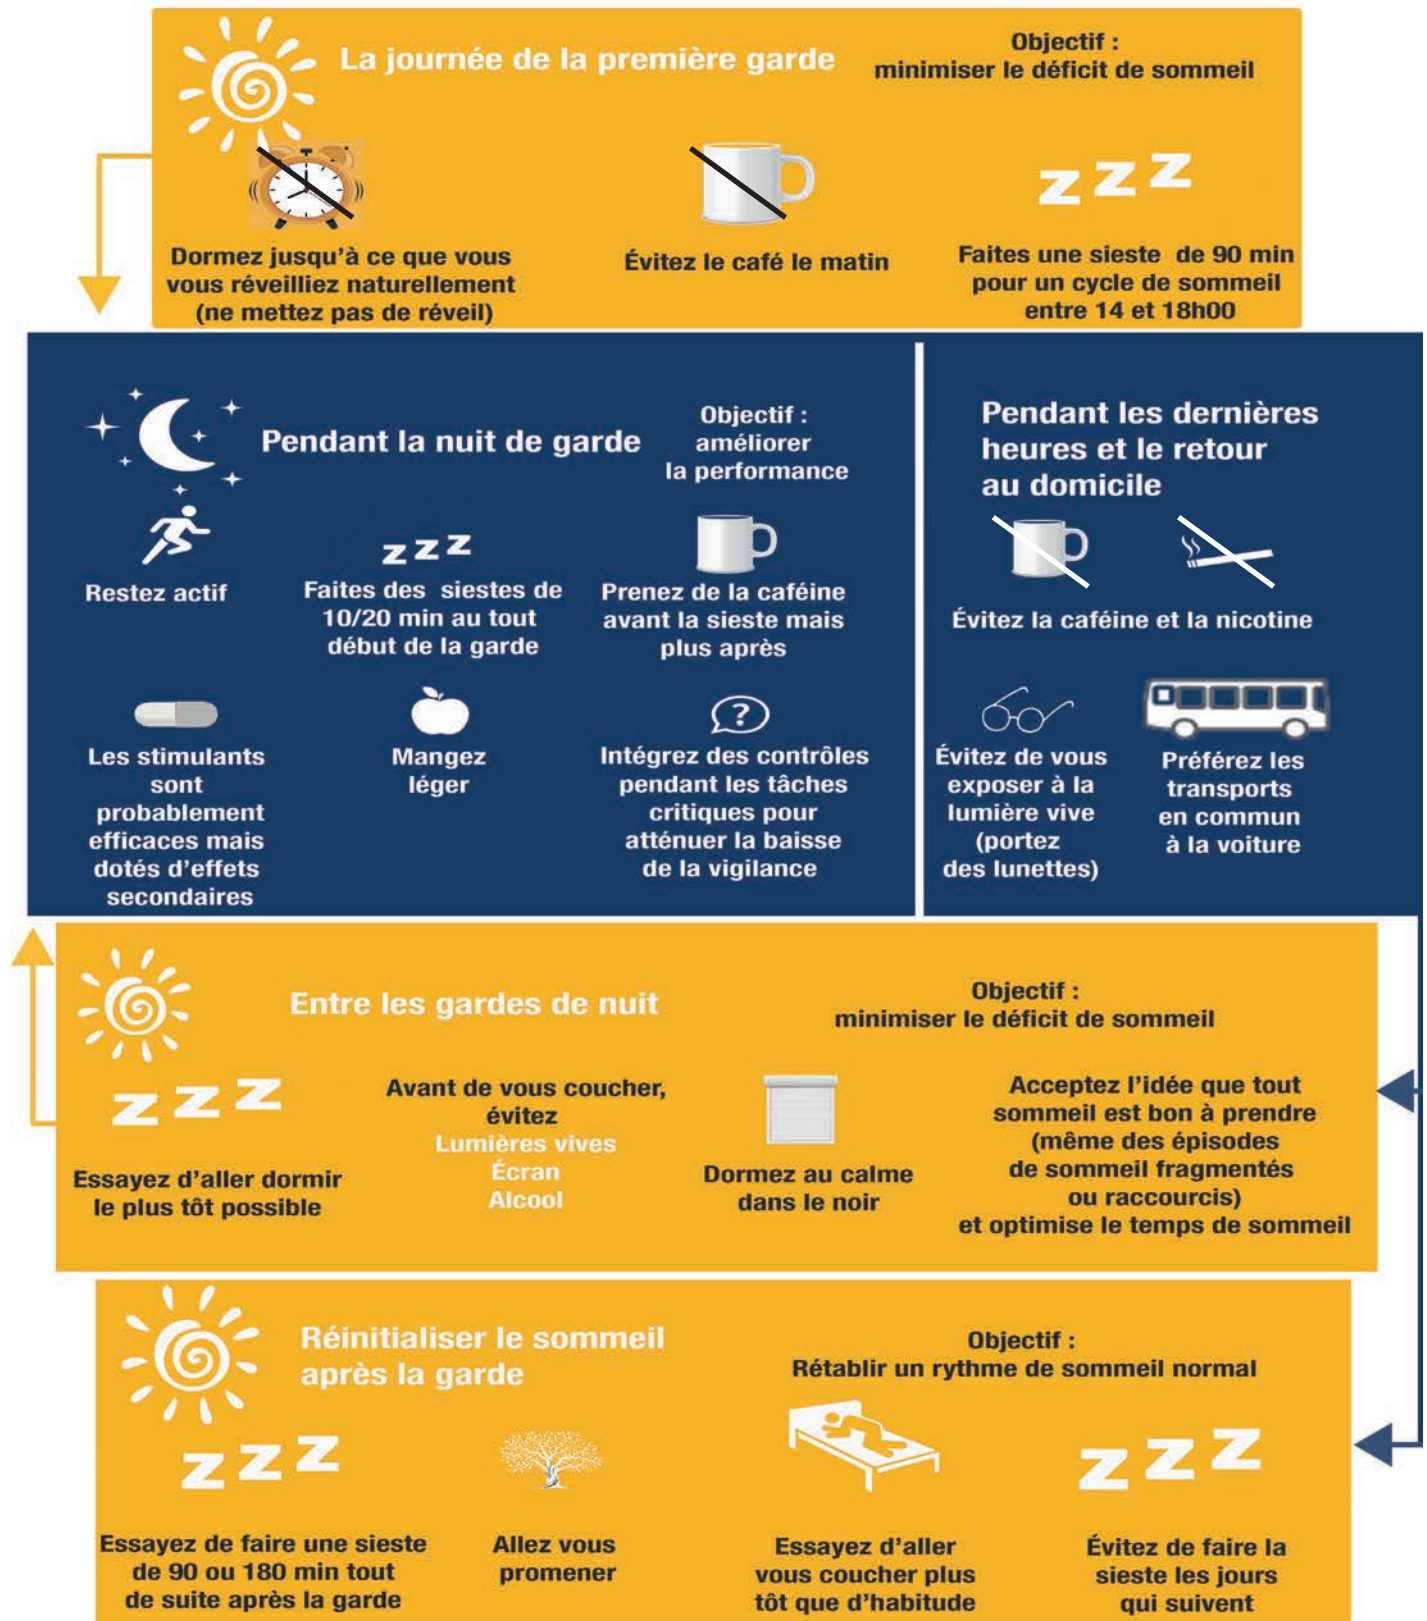 La journée de la première garde
Objectif :
minimiser le déficit de sommeil
Dormez jusqu'à ce que vous
vous réveilliez naturellement
(ne mettez pas de réveil)
Évitez le café le matin
z z z
Faites une sieste de 90 min
pour un cycle de sommeil
entre 14 et 18h00
Pendant la nuit de garde
Objectif :
améliorer
la performance
Restez actif
z z z
Faites des siestes de
10/20 min au tout
début de la garde
Prenez de la caféine
avant la sieste mais
plus après
Les stimulants
sont
probablement
efficaces mais
dotés d'effets
secondaires
Mangez
léger
?
Intégrez des contrôles
pendant les tâches
critiques pour
atténuer la baisse
de la vigilance
Pendant les dernières
heures et le retour
au domicile
Évitez la caféine et la nicotine
Évitez de vous
exposer à la
lumière vive
(portez
des lunettes)
Préférez les
transports
en commun
à la voiture
Entre les gardes de nuit
Objectif :
minimiser le déficit de sommeil
z z z
Essayez d'aller dormir
le plus tôt possible
Avant de vous coucher,
évitez
Lumières vives
Écran
Alcool
Dormez au calme
dans le noir
Acceptez l'idée que tout
sommeil est bon à prendre
(même des épisodes
de sommeil fragmentés
ou raccourcis)
et optimise le temps de sommeil
Réinitialiser le sommeil
après la garde
Objectif :
Rétablir un rythme de sommeil normal
z z z
Essayez de faire une sieste
de 90 ou 180 min tout
de suite après la garde
Allez vous
promener
Essayez d'aller
vous coucher plus
tôt que d'habitude
z z z
Évitez de faire la
sieste les jours
qui suivent